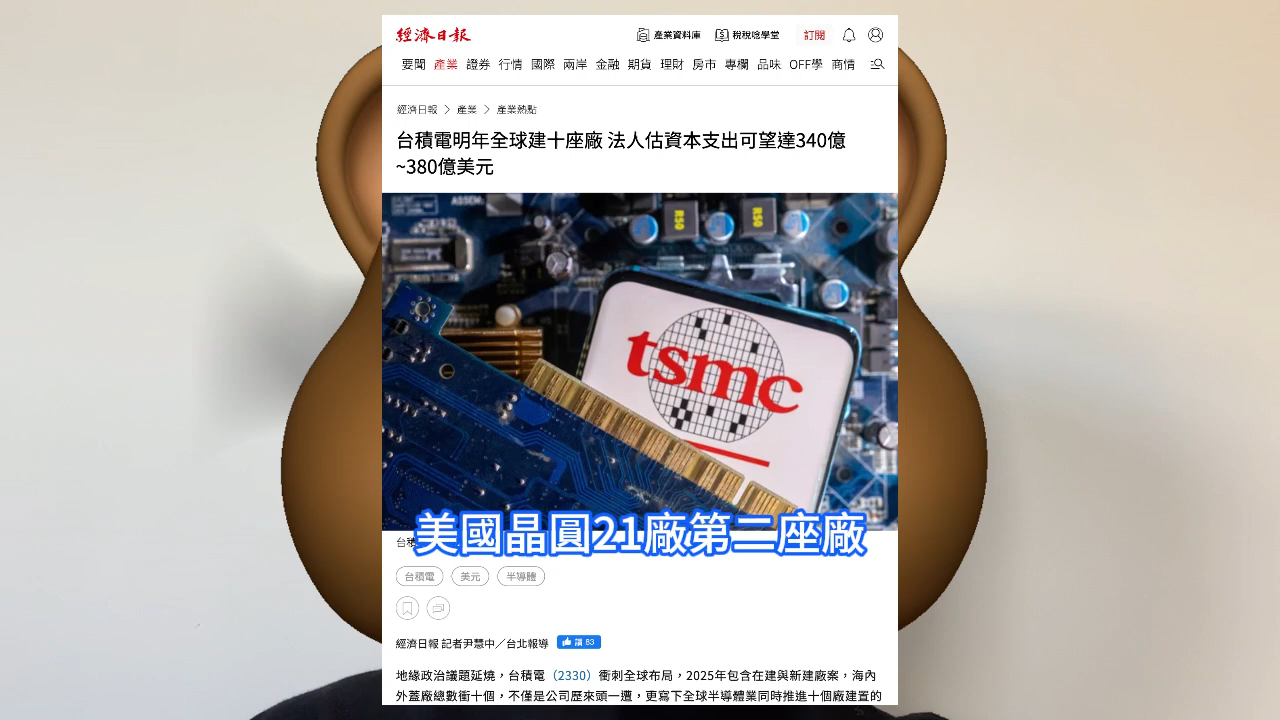 經濟日報
產業資料庫
稅稅唸學堂
訂閱
要聞 產業 證券 行情 國際 兩岸 金融 期貨 理財 房市 專欄 品味 OFF學 商情
經濟日報 > 產業 > 產業熱點
台積電明年全球建十座廠 法人估資本支出可望達340億
~380億美元
ASSEM
R50
R50
tsmc
美國晶圓21廠第二座廠
台積
台積電
美元
半導體
經濟日報 記者尹慧中／台北報導
讚 83
地緣政治議題延燒，台積電（2330）衝刺全球布局，2025年包含在建與新建廠案，海內
外蓋廠總數衝十個，不僅是公司歷來頭一遭，更寫下全球半導體業同時推進十個廠建置的